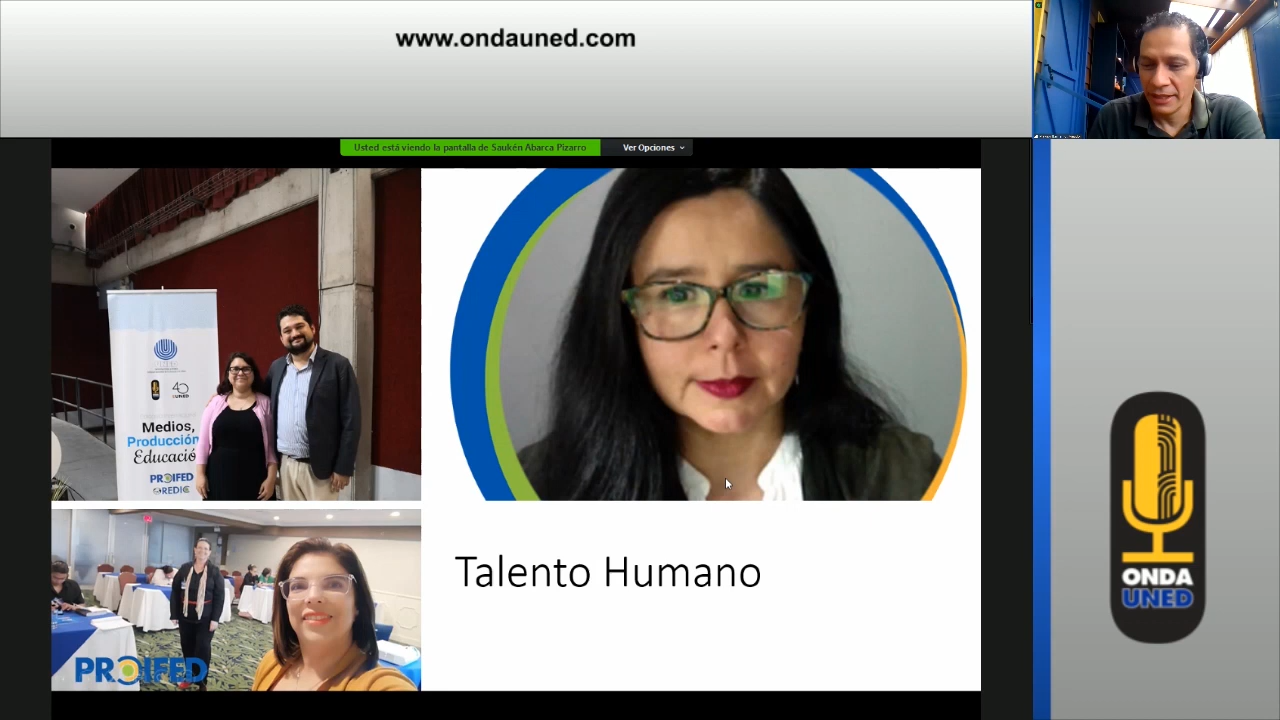 www.ondauned.com
Usted está viendo la pantalla de Saukén Abarca Pizarro
Ver Opciones
40
UNED
Medios,
Producción
Educació
PROIFED
REDIC
Talento Humano
PROIFED
ONDA
UNED